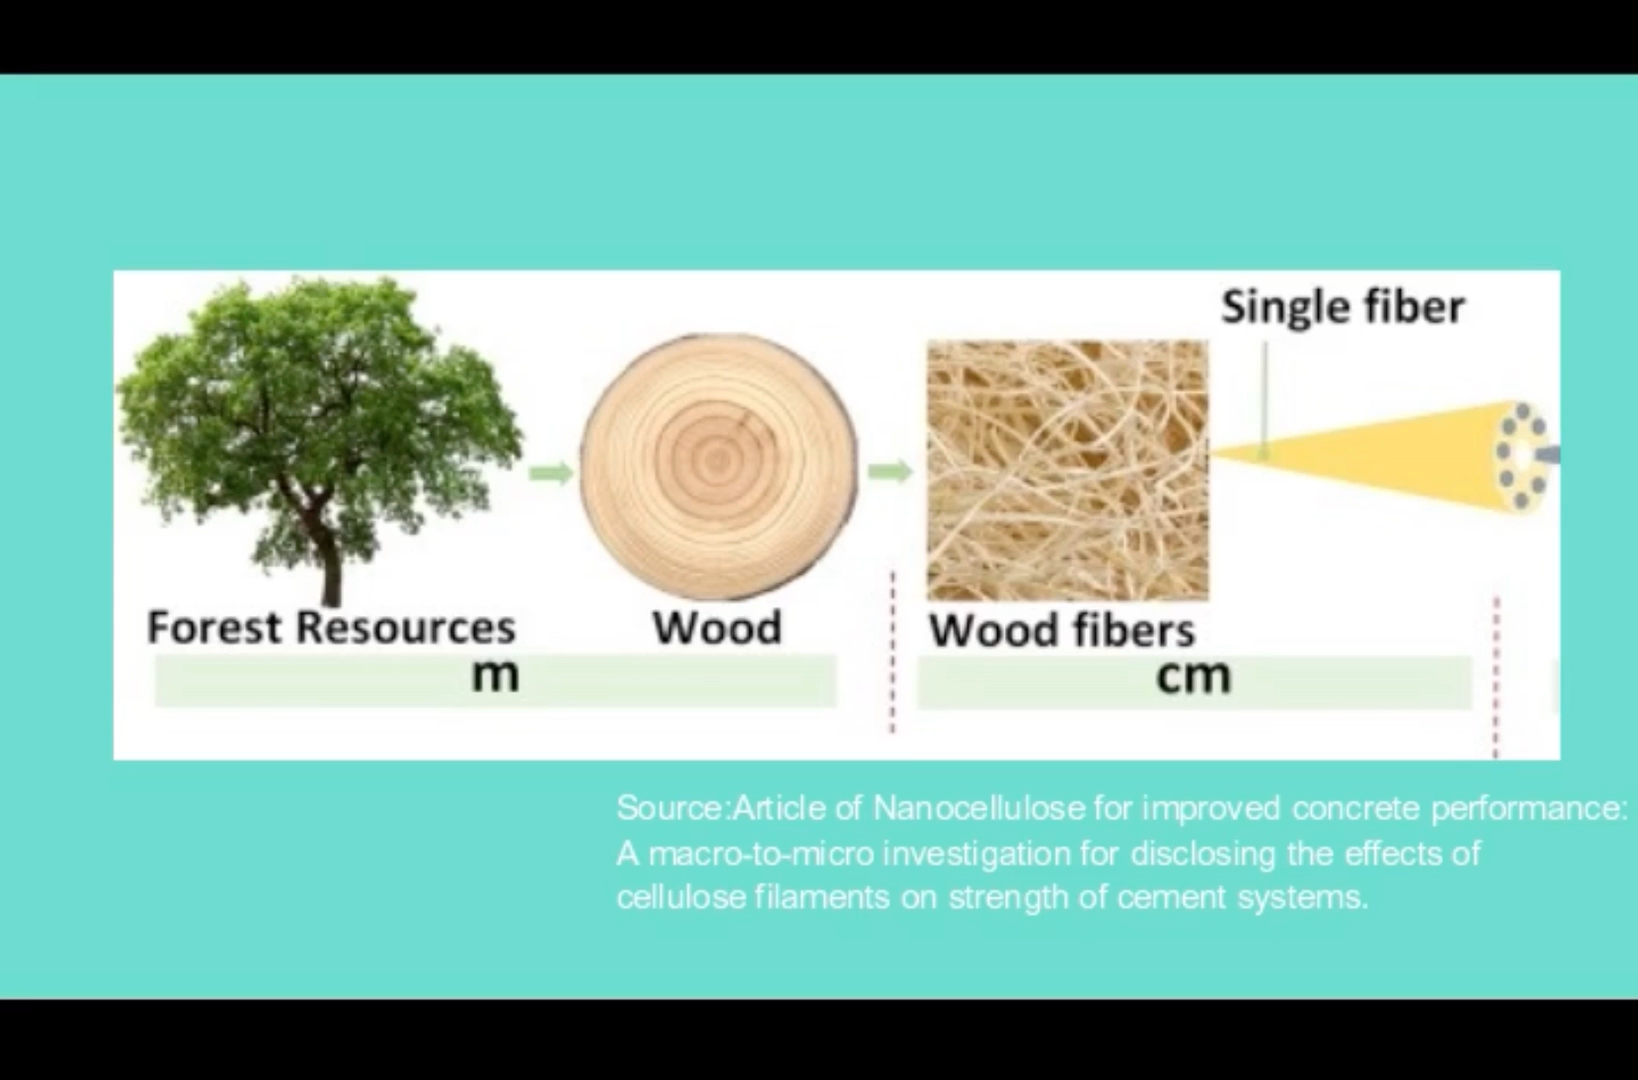 Single fiber
Forest Resources
Wood
Wood fibers
m
cm
Source:Article of Nanocellulose for improved concrete performance:
A macro-to-micro investigation for disclosing the effects of
cellulose filaments on strength of cement systems.